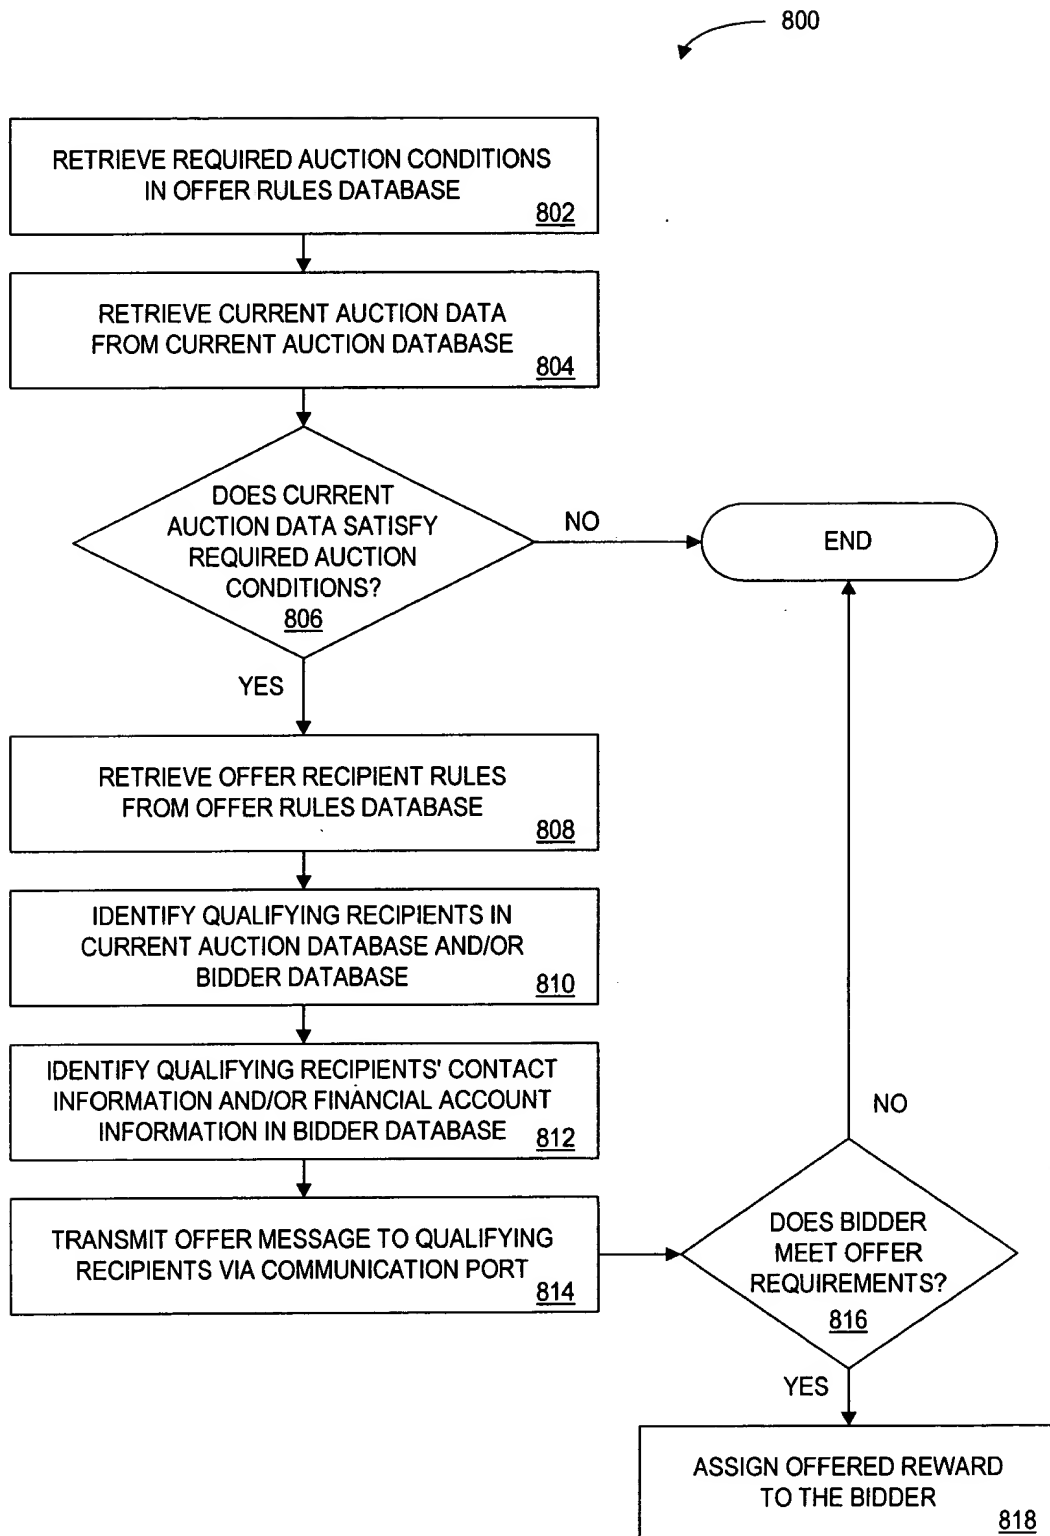 800
RETRIEVE REQUIRED AUCTION CONDITIONS
IN OFFER RULES DATABASE
802
RETRIEVE CURRENT AUCTION DATA
FROM CURRENT AUCTION DATABASE
804
DOES CURRENT
AUCTION DATA SATISFY
REQUIRED AUCTION
CONDITIONS?
806
NO
END
YES
RETRIEVE OFFER RECIPIENT RULES
FROM OFFER RULES DATABASE
808
IDENTIFY QUALIFYING RECIPIENTS IN
CURRENT AUCTION DATABASE AND/OR
BIDDER DATABASE
810
IDENTIFY QUALIFYING RECIPIENTS' CONTACT
INFORMATION AND/OR FINANCIAL ACCOUNT
INFORMATION IN BIDDER DATABASE
812
TRANSMIT OFFER MESSAGE TO QUALIFYING
RECIPIENTS VIA COMMUNICATION PORT
814
NO
DOES BIDDER
MEET OFFER
REQUIREMENTS?
816
YES
ASSIGN OFFERED REWARD
TO THE BIDDER
818